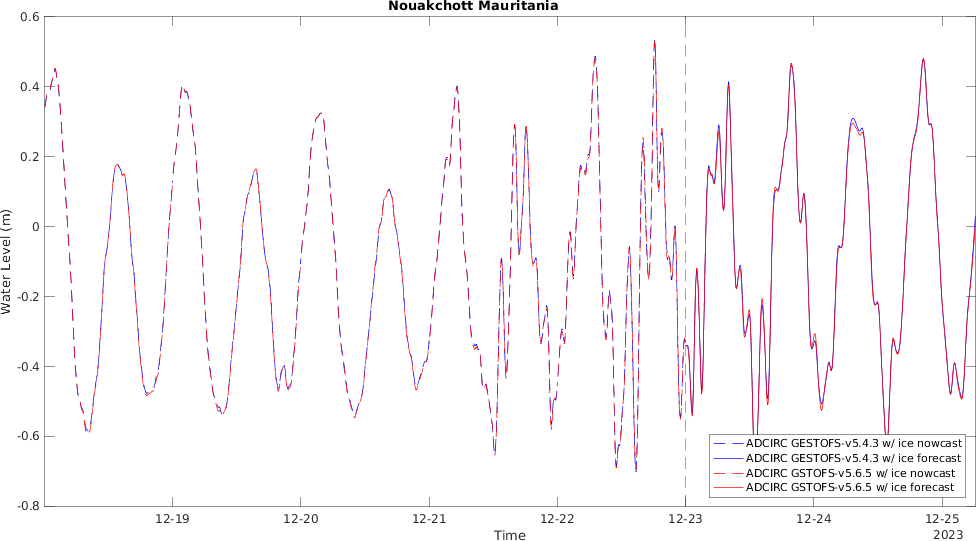 Nouakchott Mauritania
0.6
0.4
0.2
0
-0.2
-0.4
-0.6
-0.8
Water Level (m)
ADCIRC GESTOFS-v5.4.3 w/ ice nowcast
ADCIRC GESTOFS-v5.4.3 w/ ice forecast
ADCIRC GSTOFS-v5.6.5 w/ ice nowcast
ADCIRC GSTOFS-v5.6.5 w/ ice forecast
12-19 12-20 12-21 12-22 12-23 12-24 12-25
Time
2023